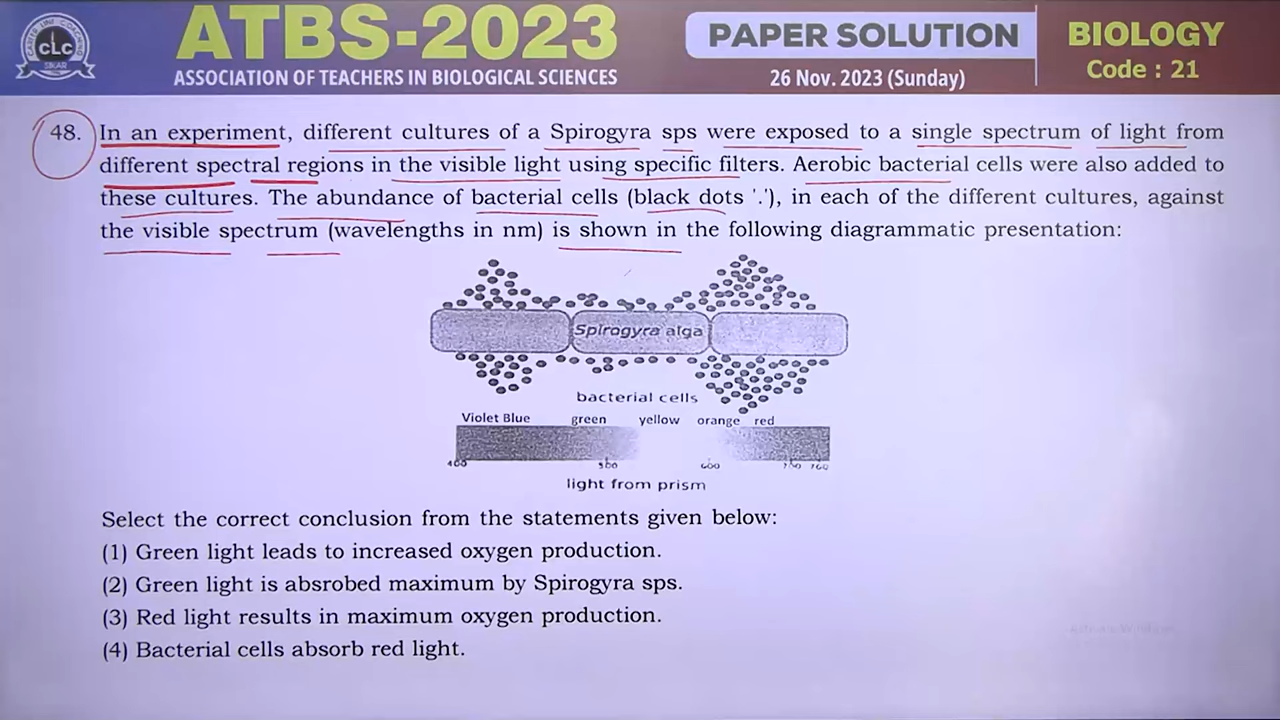 CAREER LINE COACHING
CLC
SIKAR
ATBS-2023
ASSOCIATION OF TEACHERS IN BIOLOGICAL SCIENCES
PAPER SOLUTION
26 Nov. 2023 (Sunday)
BIOLOGY
Code : 21
48. In an experiment, different cultures of a Spirogyra sps were exposed to a single spectrum of light from
different spectral regions in the visible light using specific filters. Aerobic bacterial cells were also added to
these cultures. The abundance of bacterial cells (black dots '.'), in each of the different cultures, against
the visible spectrum (wavelengths in nm) is shown in the following diagrammatic presentation:
Spirogyra alga
bacterial cells
Violet Blue green yellow orange red
400 500 600 700 760
light from prism
Select the correct conclusion from the statements given below:
(1) Green light leads to increased oxygen production.
(2) Green light is absrobed maximum by Spirogyra sps.
(3) Red light results in maximum oxygen production.
(4) Bacterial cells absorb red light.